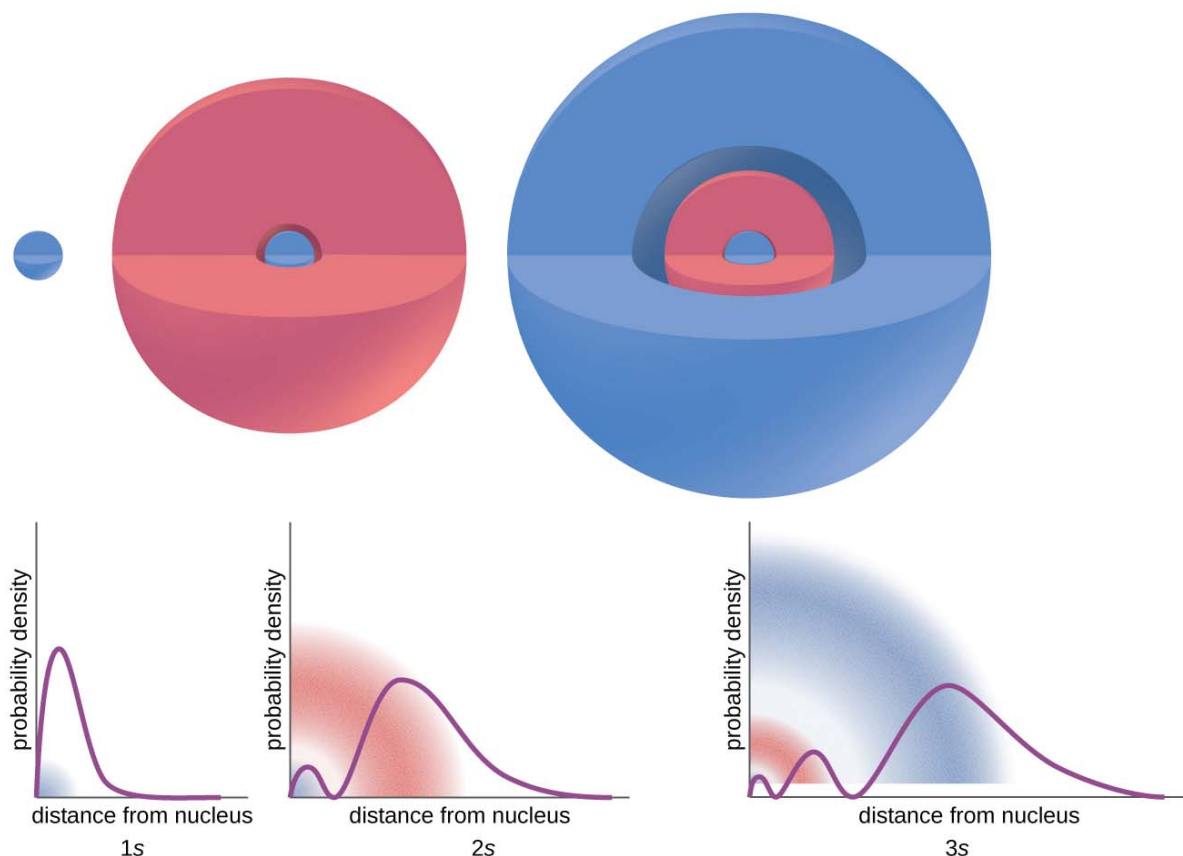 probability density
probability density
probability density
distance from nucleus
distance from nucleus
distance from nucleus
1s
2s
3s